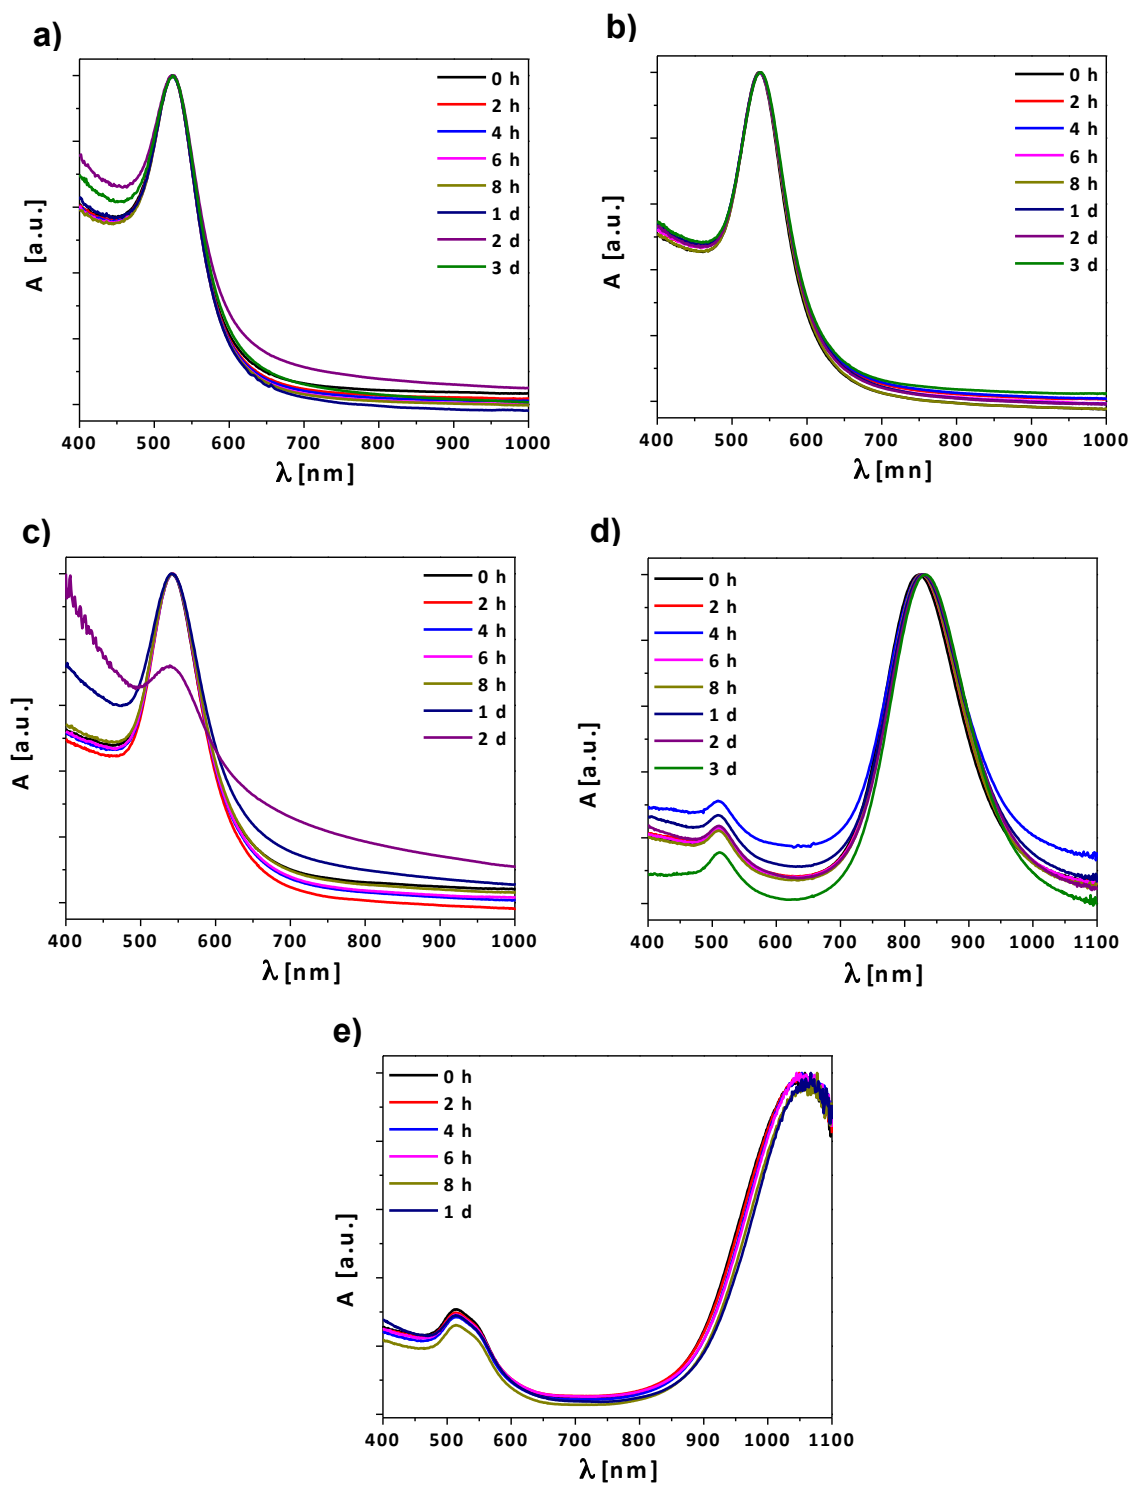 a)
0 h
2 h
4 h
6 h
8 h
1 d
2 d
3 d
A [a.u.]
400 500 600 700 800 900 1000
λ [nm]
b)
0 h
2 h
4 h
6 h
8 h
1 d
2 d
3 d
A [a.u.]
400 500 600 700 800 900 1000
λ [mn]
c)
0 h
2 h
4 h
6 h
8 h
1 d
2 d
A [a.u.]
400 500 600 700 800 900 1000
λ [nm]
d)
0 h
2 h
4 h
6 h
8 h
1 d
2 d
3 d
A [a.u.]
400 500 600 700 800 900 1000 1100
λ [nm]
e)
0 h
2 h
4 h
6 h
8 h
1 d
A [a.u.]
400 500 600 700 800 900 1000 1100
λ [nm]